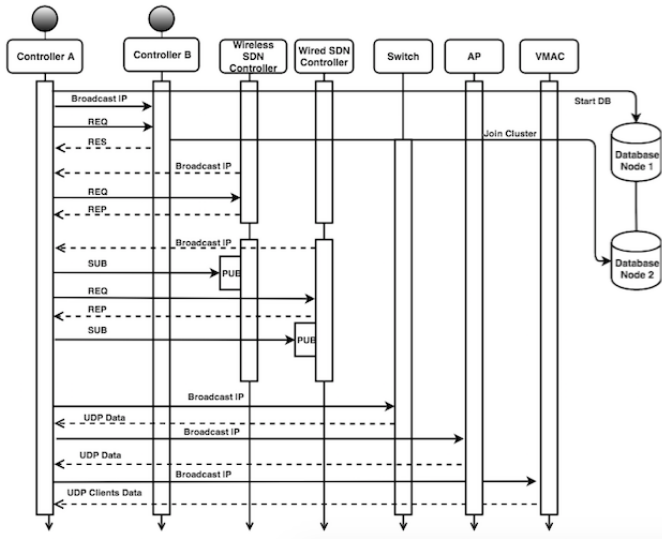 Controller A
Controller B
Wireless
SDN
Controller
Wired SDN
Controller
Switch
AP
VMAC
Broadcast IP
Start DB
REQ
Join Cluster
RES
Database
Node 1
Broadcast IP
REQ
REP
Broadcast IP
SUB
PUB
Database
Node 2
REQ
REP
SUB
PUB
Broadcast IP
UDP Data
Broadcast IP
UDP Data
Broadcast IP
UDP Clients Data